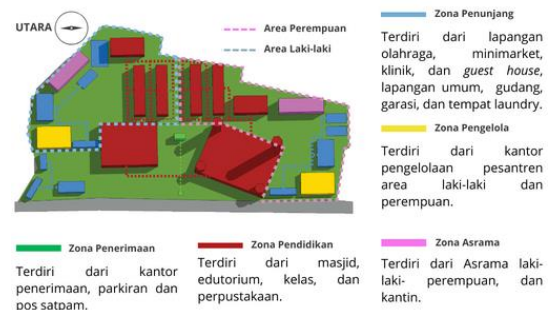 UTARA
Area Perempuan
Area Laki-laki
Zona Penunjang
Terdiri dari lapangan
olahraga, minimarket,
klinik, dan guest house,
lapangan umum, gudang,
garasi, dan tempat laundry.
Zona Pengelola
Terdiri dari kantor
pengelolaan pesantren
area laki-laki dan
perempuan.
Zona Penerimaan
Terdiri dari kantor
penerimaan, parkiran dan
pos satpam.
Zona Pendidikan
Terdiri dari masjid,
edutorium, kelas, dan
perpustakaan.
Zona Asrama
Terdiri dari Asrama laki-
laki- perempuan, dan
kantin.